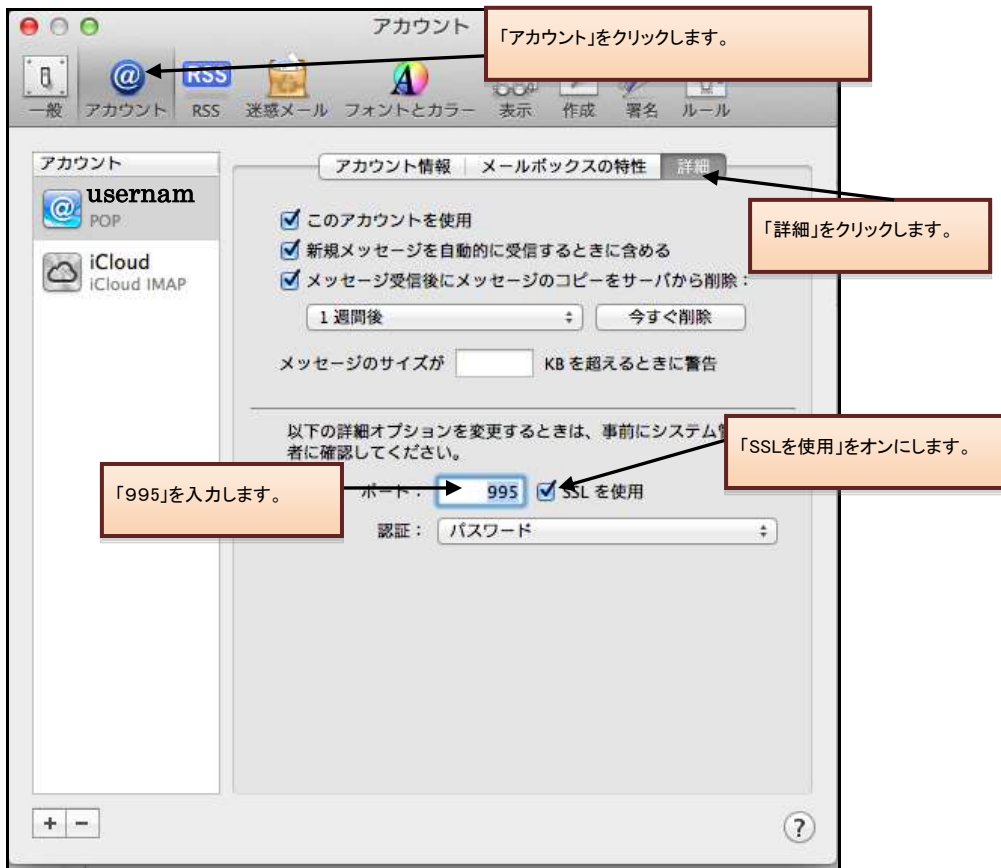 アカウント
「アカウント」をクリックします。
RSS
一般 アカウント RSS 迷惑メール フォントとカラー 表示 作成 署名 ルール
アカウント
usernam
POP
iCloud
iCloud IMAP
アカウント情報 メールボックスの特性 詳細
「詳細」をクリックします。
このアカウントを使用
新規メッセージを自動的に受信するときに含める
メッセージ受信後にメッセージのコピーをサーバから削除：
1 週間後 今すぐ削除
メッセージのサイズが KB を超えるときに警告
以下の詳細オプションを変更するときは、事前にシステム
者に確認してください。
「SSLを使用」をオンにします。
「995」を入力します。
ポート： 995 SSL を使用
認証： パスワード
+ − ?